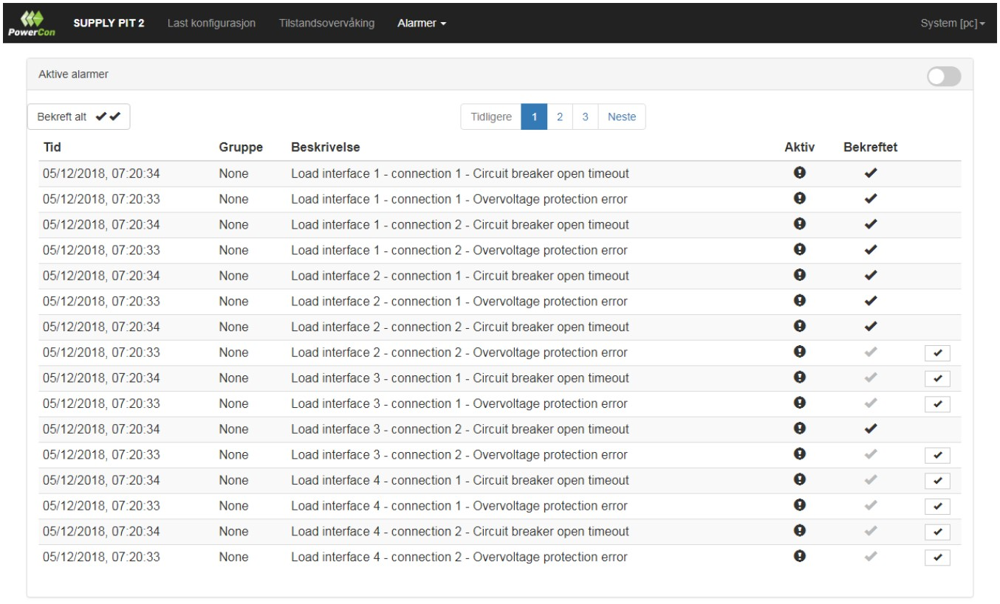 PowerCon SUPPLY PIT 2 Last konfigurasjon Tilstandsovervåking Alarmer System [pc]
Aktive alarmer
Bekreft alt Tidligere 1 2 3 Neste
Tid Gruppe Beskrivelse Aktiv Bekreftet
05/12/2018, 07:20:34 None Load interface 1 - connection 1 - Circuit breaker open timeout
05/12/2018, 07:20:33 None Load interface 1 - connection 1 - Overvoltage protection error
05/12/2018, 07:20:34 None Load interface 1 - connection 2 - Circuit breaker open timeout
05/12/2018, 07:20:33 None Load interface 1 - connection 2 - Overvoltage protection error
05/12/2018, 07:20:34 None Load interface 2 - connection 1 - Circuit breaker open timeout
05/12/2018, 07:20:33 None Load interface 2 - connection 1 - Overvoltage protection error
05/12/2018, 07:20:34 None Load interface 2 - connection 2 - Circuit breaker open timeout
05/12/2018, 07:20:33 None Load interface 2 - connection 2 - Overvoltage protection error
05/12/2018, 07:20:34 None Load interface 3 - connection 1 - Circuit breaker open timeout
05/12/2018, 07:20:33 None Load interface 3 - connection 1 - Overvoltage protection error
05/12/2018, 07:20:34 None Load interface 3 - connection 2 - Circuit breaker open timeout
05/12/2018, 07:20:33 None Load interface 3 - connection 2 - Overvoltage protection error
05/12/2018, 07:20:34 None Load interface 4 - connection 1 - Circuit breaker open timeout
05/12/2018, 07:20:33 None Load interface 4 - connection 1 - Overvoltage protection error
05/12/2018, 07:20:34 None Load interface 4 - connection 2 - Circuit breaker open timeout
05/12/2018, 07:20:33 None Load interface 4 - connection 2 - Overvoltage protection error